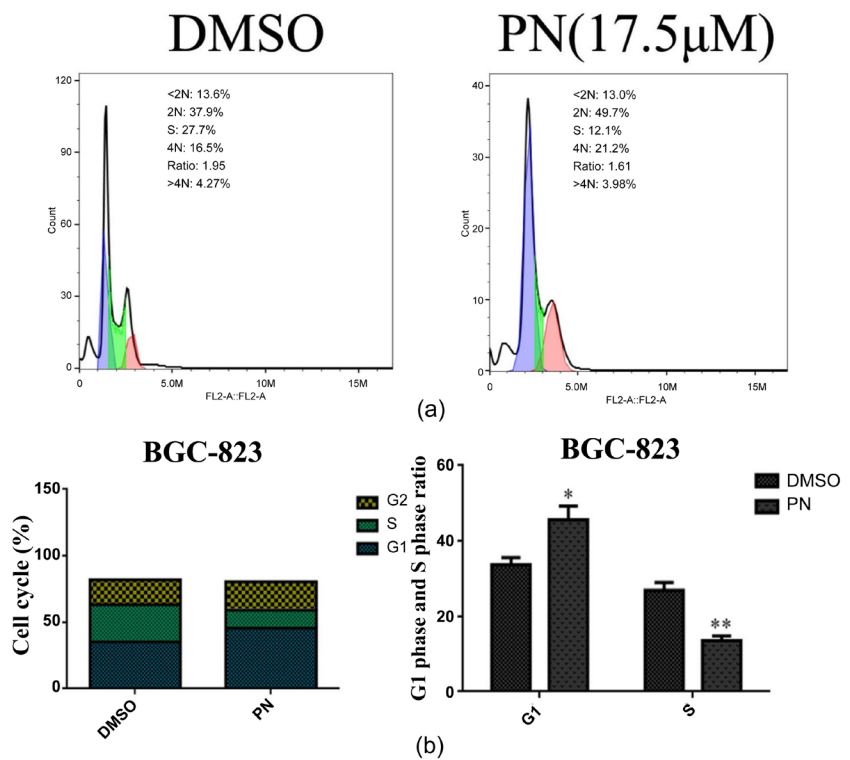 DMSO
PN(17.5μM)
120
90
60
30
0
Count
<2N: 13.6%
2N: 37.9%
S: 27.7%
4N: 16.5%
Ratio: 1.95
>4N: 4.27%
0
5.0M
10M
15M
FL2-A::FL2-A
40
30
20
10
0
Count
<2N: 13.0%
2N: 49.7%
S: 12.1%
4N: 21.2%
Ratio: 1.61
>4N: 3.98%
0
5.0M
10M
15M
FL2-A::FL2-A
(a)
BGC-823
150
100
50
0
Cell cycle (%)
DMSO
PN
G2
S
G1
BGC-823
60
40
20
0
G1 phase and S phase ratio
*
**
G1
S
DMSO
PN
(b)